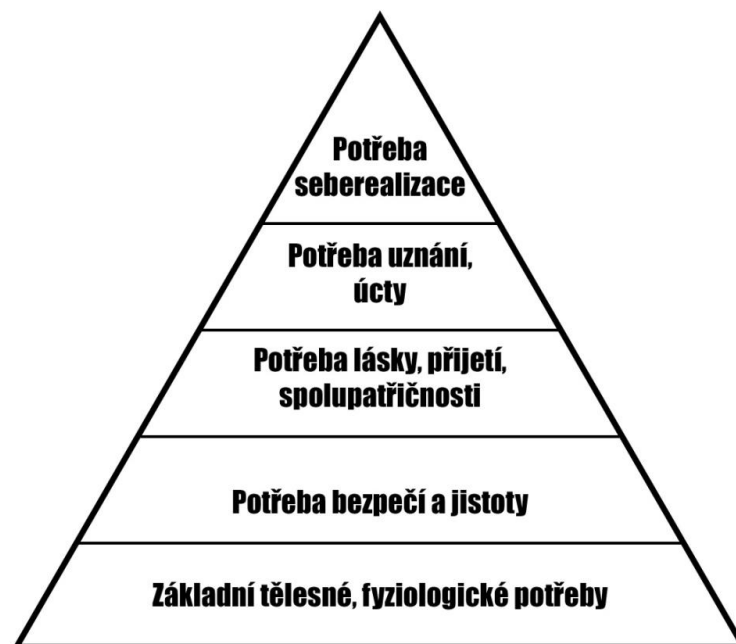 Potřeba
seberealizace
Potřeba uznání,
úcty
Potřeba lásky, přijetí,
spolupatřičnosti
Potřeba bezpečí a jistoty
Základní tělesné, fyziologické potřeby